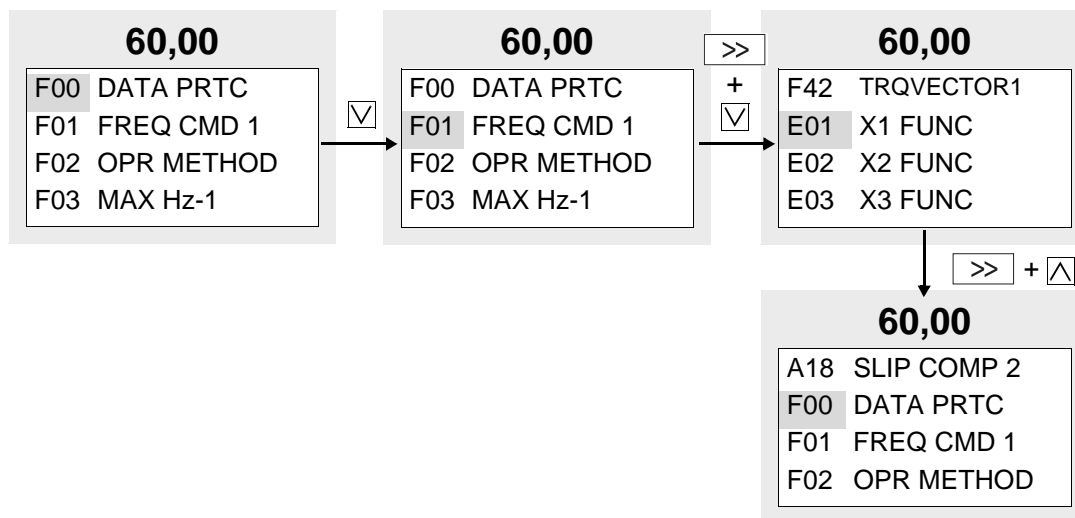 60,00
F00 DATA PRTC
F01 FREQ CMD 1
F02 OPR METHOD
F03 MAX Hz-1
60,00
F00 DATA PRTC
F01 FREQ CMD 1
F02 OPR METHOD
F03 MAX Hz-1
>>
+
60,00
F42 TRQVECTOR1
E01 X1 FUNC
E02 X2 FUNC
E03 X3 FUNC
>> +
60,00
A18 SLIP COMP 2
F00 DATA PRTC
F01 FREQ CMD 1
F02 OPR METHOD